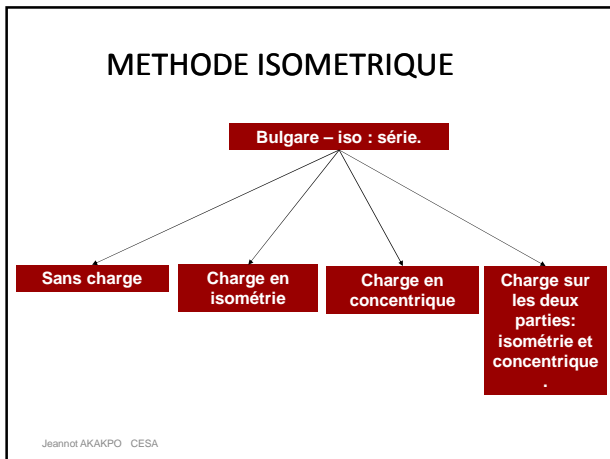 METHODE ISOMETRIQUE
Bulgare – iso : série.
Sans charge
Charge en
isométrie
Charge en
concentrique
Charge sur
les deux
parties:
isométrie et
concentrique
.
Jeannot AKAKPO CESA